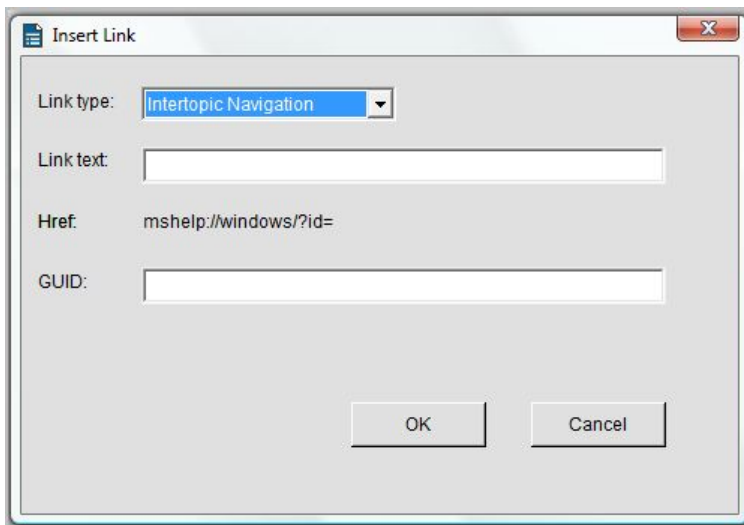 Insert Link
Link type: Intertopic Navigation
Link text:
Href: mshelp://windows/?id=
GUID:
OK Cancel